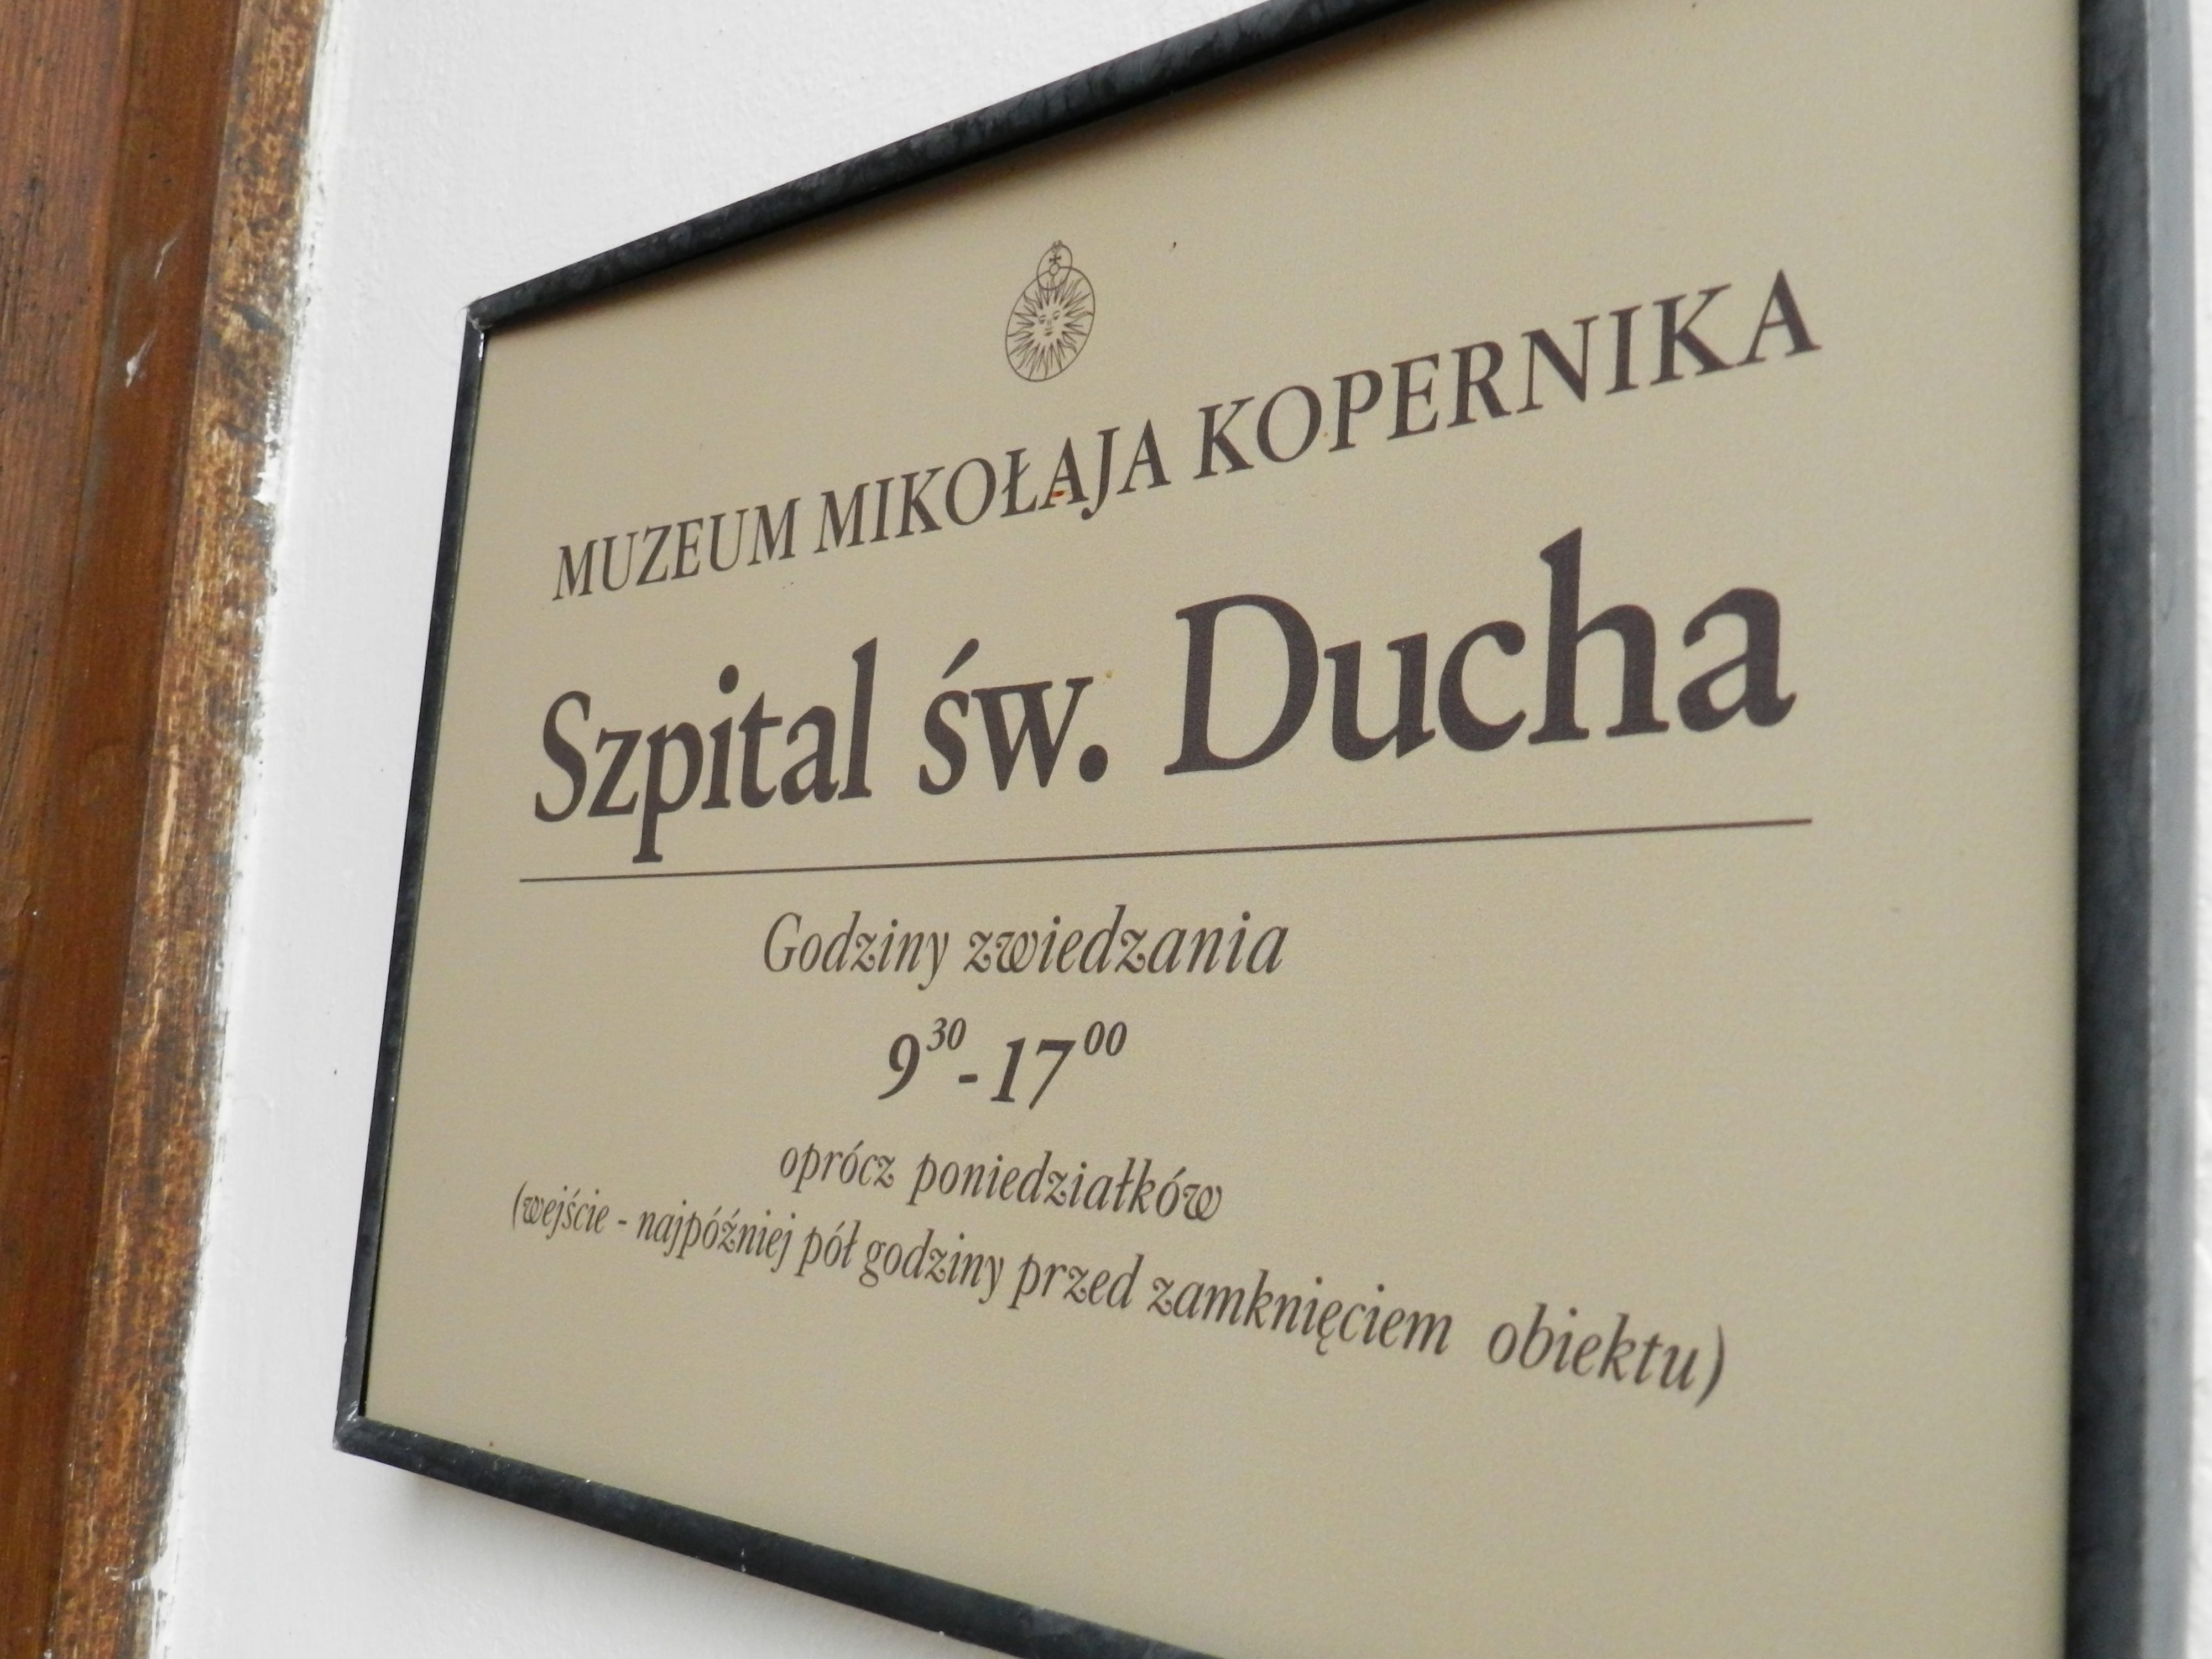 MUZEUM MIKOŁAJA KOPERNIKA
Szpital św. Ducha
Godziny zwiedzania
9³⁰-17⁰⁰
oprócz poniedziałków
(wejście - najpóźniej pół godziny przed zamknięciem obiektu)